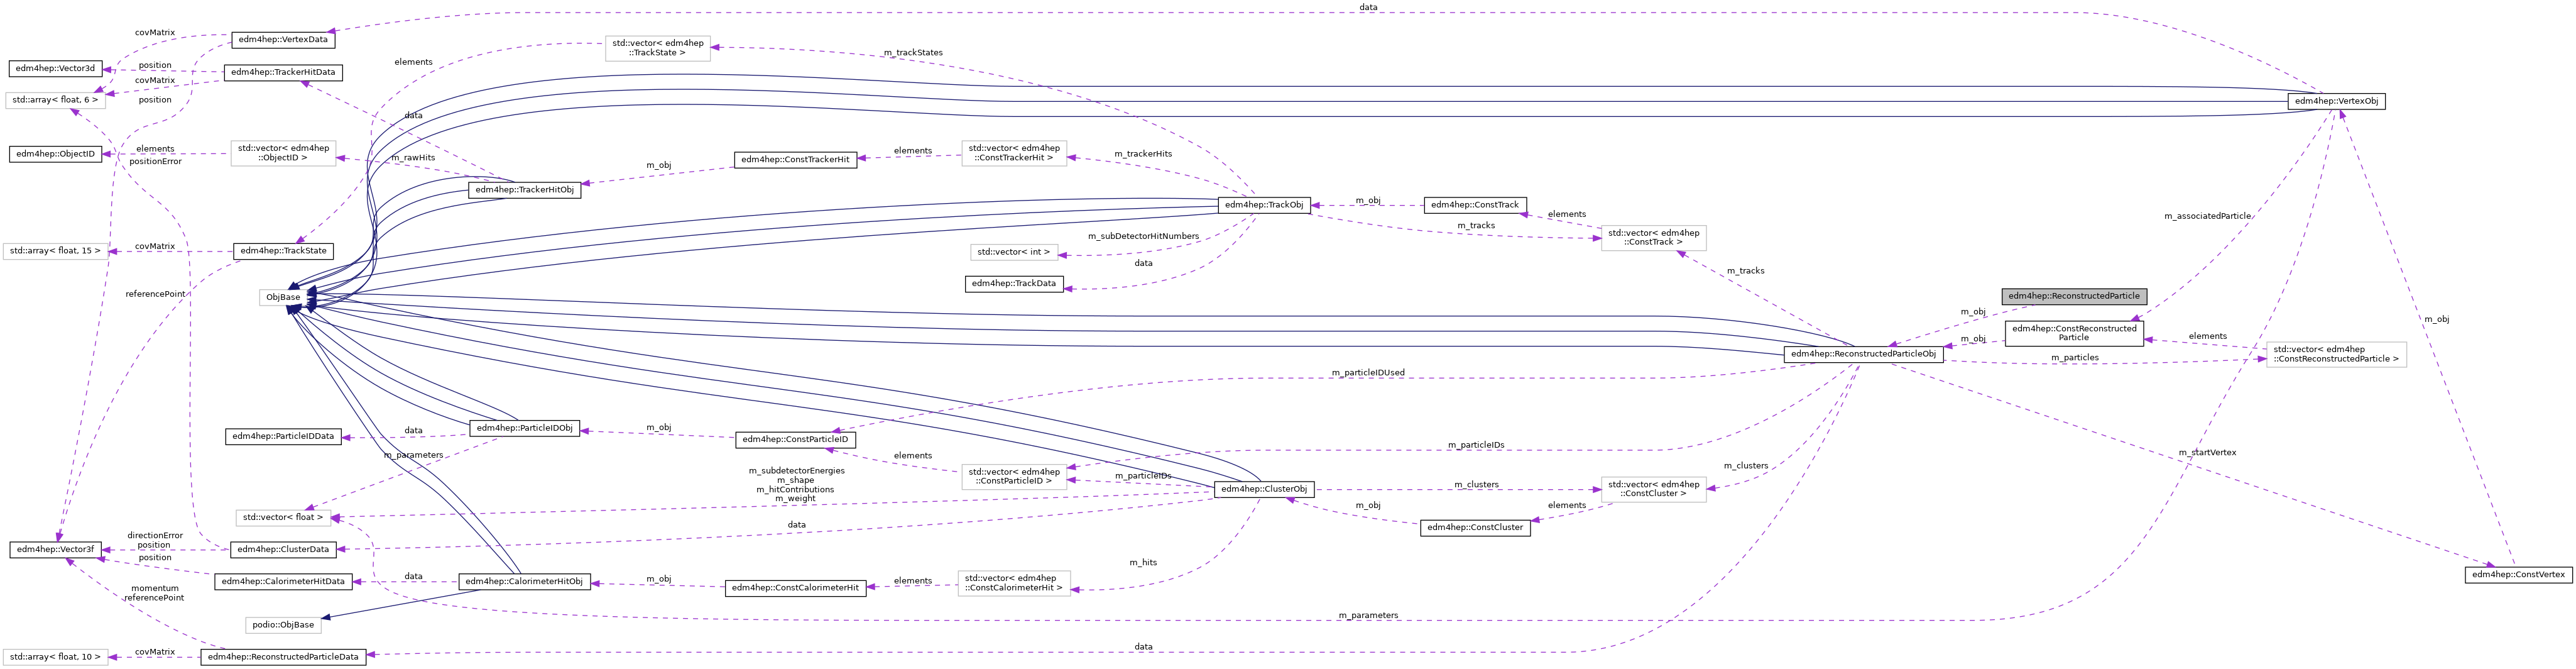 data
covMatrix
edm4hep::VertexData
std::vector< edm4hep
::TrackState >
m_trackStates
edm4hep::Vector3d
position
edm4hep::TrackerHitData
elements
covMatrix
std::array< float, 6 >
position
edm4hep::VertexObj
data
edm4hep::ObjectID
elements
std::vector< edm4hep
::ObjectID >
positionError
m_rawHits
m_obj
edm4hep::ConstTrackerHit
elements
std::vector< edm4hep
::ConstTrackerHit >
m_trackerHits
edm4hep::TrackerHitObj
edm4hep::TrackObj
m_obj
edm4hep::ConstTrack
elements
m_tracks
std::vector< edm4hep
::ConstTrack >
m_associatedParticle
std::array< float, 15 >
covMatrix
edm4hep::TrackState
std::vector< int >
m_subDetectorHitNumbers
data
edm4hep::TrackData
m_tracks
referencePoint
ObjBase
edm4hep::ReconstructedParticle
m_obj
edm4hep::ConstReconstructed
Particle
m_obj
elements
m_obj
edm4hep::ReconstructedParticleObj
m_particles
std::vector< edm4hep
::ConstReconstructedParticle >
m_particleIDUsed
edm4hep::ParticleIDData
data
edm4hep::ParticleIDObj
m_obj
edm4hep::ConstParticleID
elements
m_parameters
m_subdetectorEnergies
m_shape
m_hitContributions
m_weight
std::vector< edm4hep
::ConstParticleID >
m_particleIDs
m_particleIDs
edm4hep::ClusterObj
m_clusters
m_clusters
std::vector< edm4hep
::ConstCluster >
m_startVertex
m_obj
elements
edm4hep::ConstCluster
std::vector< float >
data
directionError
position
edm4hep::Vector3f
edm4hep::ClusterData
position
edm4hep::CalorimeterHitData
data
edm4hep::CalorimeterHitObj
m_obj
edm4hep::ConstCalorimeterHit
elements
std::vector< edm4hep
::ConstCalorimeterHit >
m_hits
edm4hep::ConstVertex
momentum
referencePoint
podio::ObjBase
m_parameters
std::array< float, 10 >
covMatrix
edm4hep::ReconstructedParticleData
data